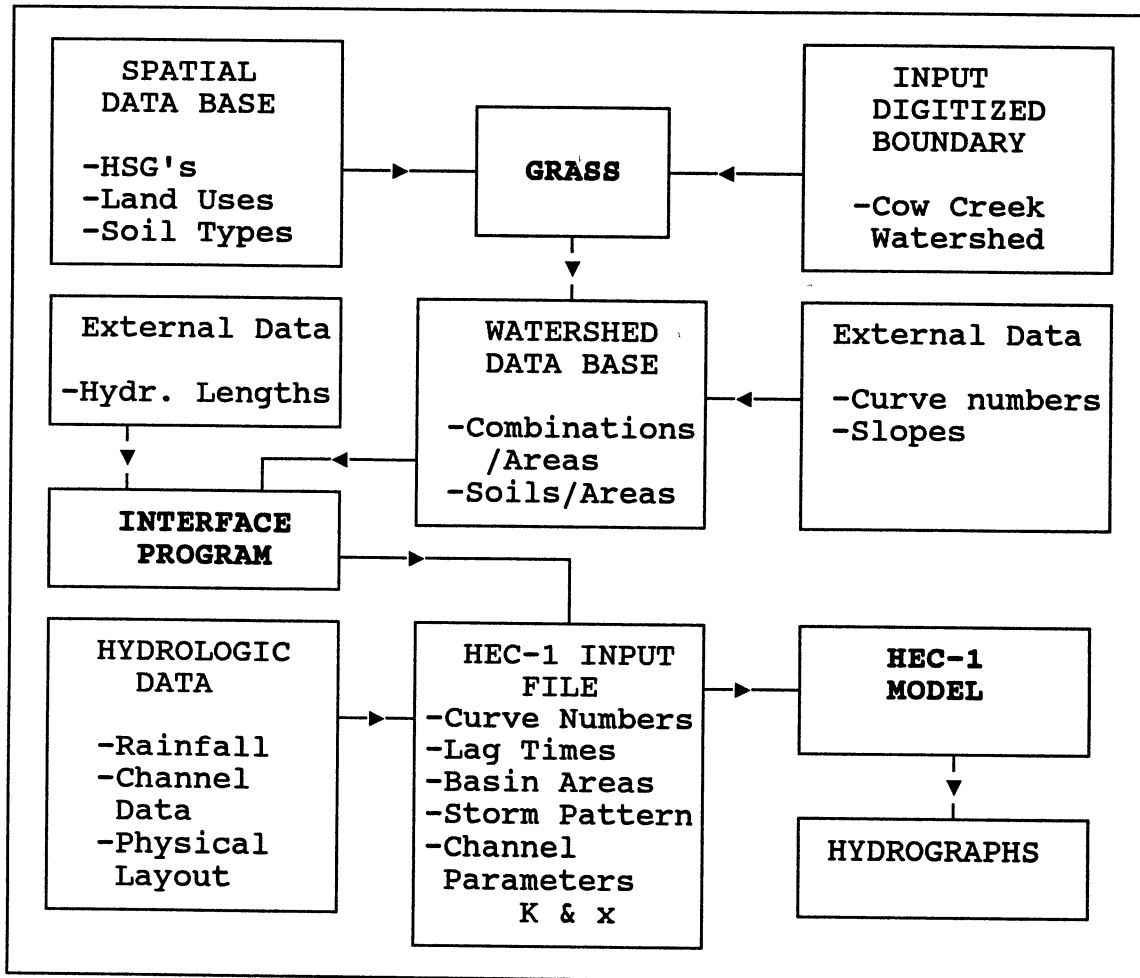 SPATIAL
DATA BASE
-HSG's
-Land Uses
-Soil Types
GRASS
INPUT
DIGITIZED
BOUNDARY
-Cow Creek
Watershed
External Data
-Hydr. Lengths
WATERSHED
DATA BASE
-Combinations
/Areas
-Soils/Areas
External Data
-Curve numbers
-Slopes
INTERFACE
PROGRAM
HYDROLOGIC
DATA
-Rainfall
-Channel
Data
-Physical
Layout
HEC-1 INPUT
FILE
-Curve Numbers
-Lag Times
-Basin Areas
-Storm Pattern
-Channel
Parameters
K & x
HEC-1
MODEL
HYDROGRAPHS